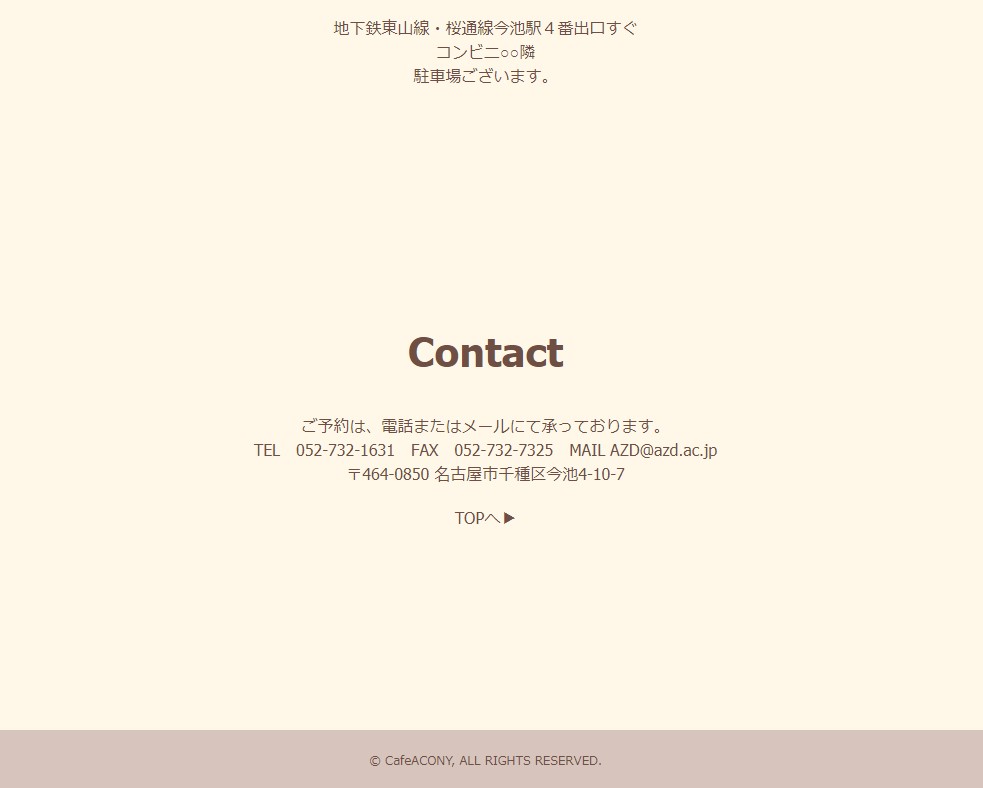 地下鉄東山線・桜通線今池駅４番出口すぐ
コンビニ○○隣
駐車場ございます。
Contact
ご予約は、電話またはメールにて承っております。
TEL　052-732-1631　FAX　052-732-7325　MAIL AZD@azd.ac.jp
〒464-0850 名古屋市千種区今池4-10-7
TOPへ▶
© CafeACONY, ALL RIGHTS RESERVED.